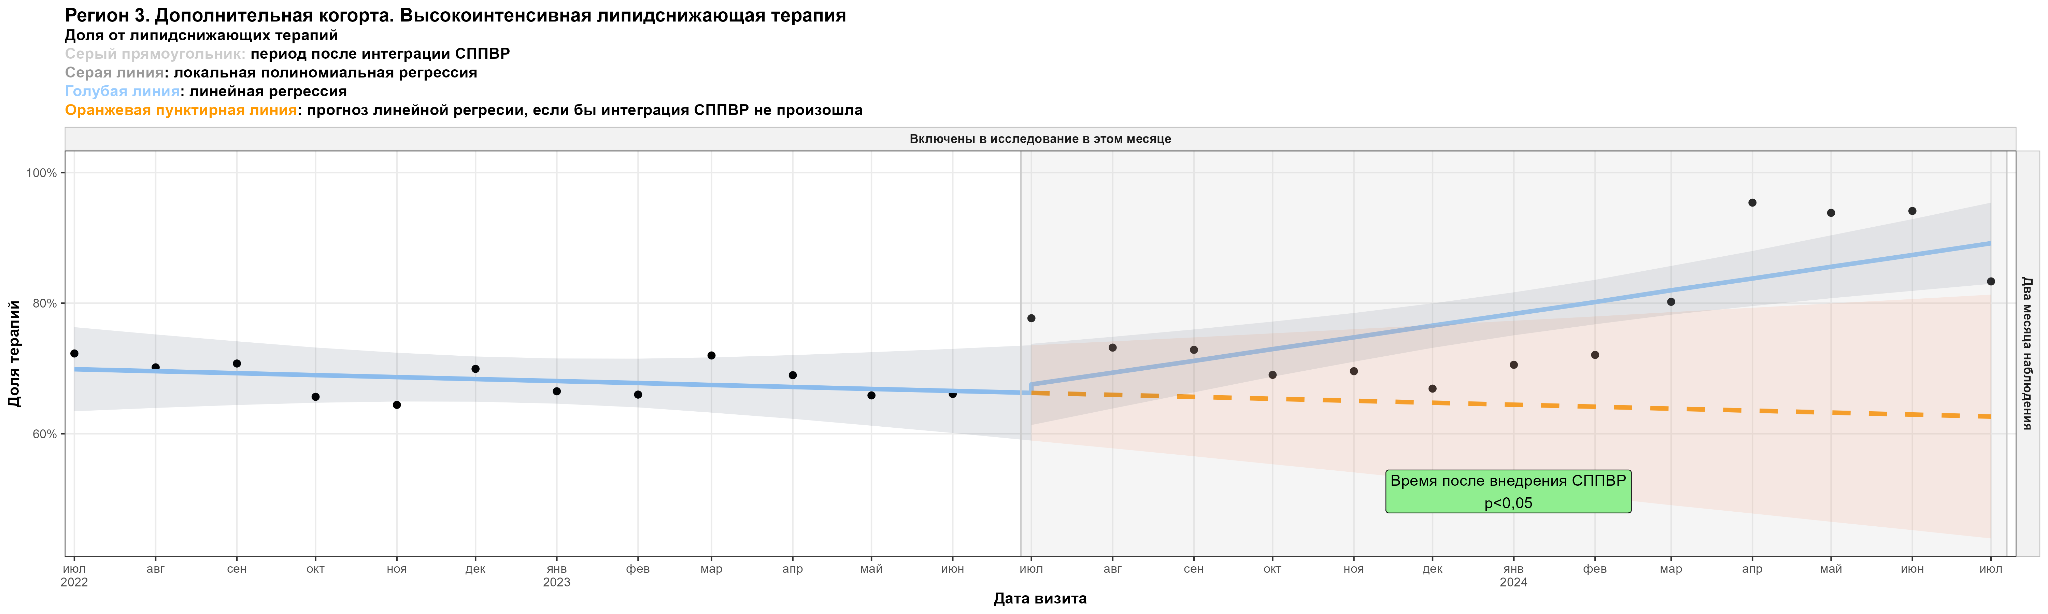 Регион 3. Дополнительная когорта. Высокоинтенсивная липидснижающая терапия
Доля от липидснижающих терапий
Серый прямоугольник: период после интеграции СППВР
Серая линия: локальная полиномиальная регрессия
Голубая линия: линейная регрессия
Оранжевая пунктирная линия: прогноз линейной регресии, если бы интеграция СППВР не произошла
Включены в исследование в этом месяце
100%
80%
60%
Доля терапий
Два месяца наблюдения
Время после внедрения СППВР
p<0,05
июл авг сен окт ноя дек янв фев мар апр май июн июл авг сен окт ноя дек янв фев мар апр май июн июл
2022 2023 2024
Дата визита